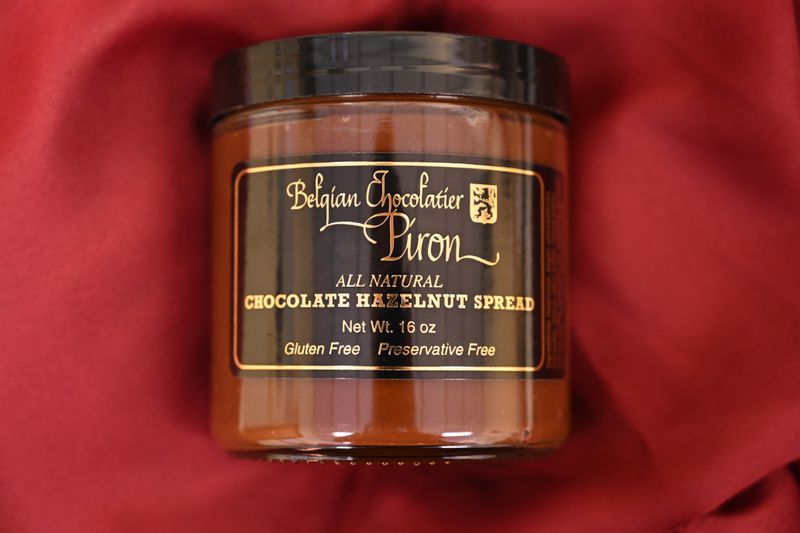 Belgian Chocolatier
Piron
ALL NATURAL
CHOCOLATE HAZELNUT SPREAD
Net Wt. 16 oz
Gluten Free Preservative Free